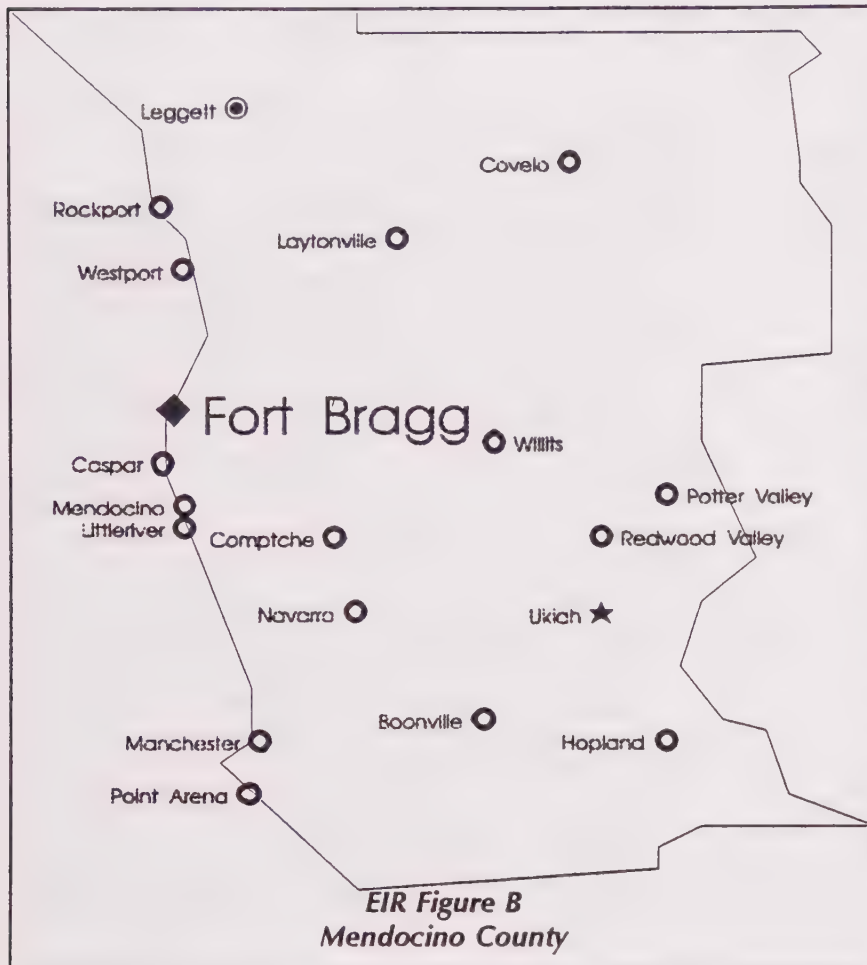 Leggett
Covelo
Rockport
Laytonville
Westport
Fort Bragg
Willits
Caspar
Potter Valley
Mendocino
Littleriver
Comptche
Redwood Valley
Navarro
Ukiah
Boonville
Manchester
Hopland
Point Arena
EIR Figure B
Mendocino County